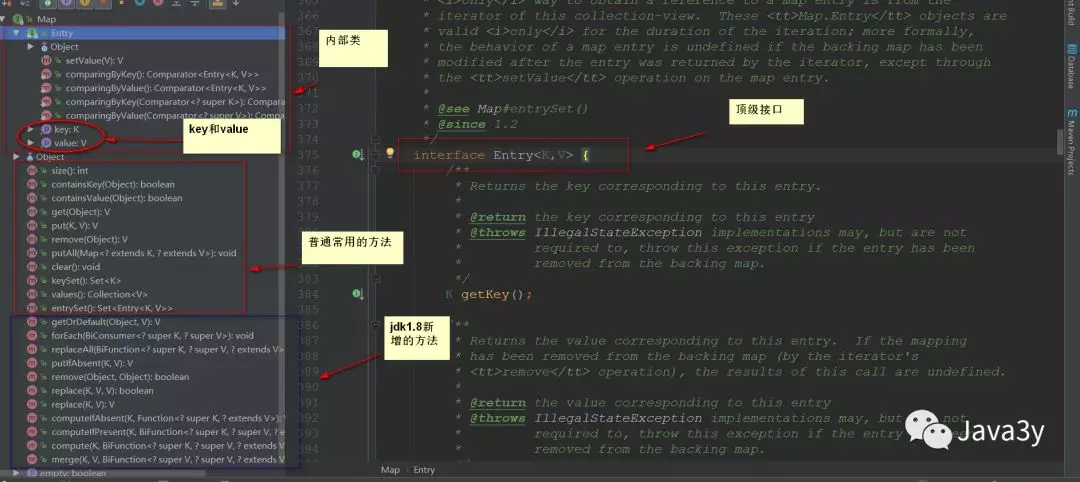 Map
Entry
Object
setValue(V): V
comparingByKey(): Comparator<Entry<K, V>>
comparingByValue(): Comparator<Entry<K, V>>
comparingByKey(Comparator<? super K>): Compara
comparingByValue(Comparator<? super V>): Comp
key: K
value: V
Object
size(): int
containsKey(Object): boolean
containsValue(Object): boolean
get(Object): V
put(K, V): V
remove(Object): V
putAll(Map<? extends K, ? extends V>): void
clear(): void
keySet(): Set<K>
values(): Collection<V>
entrySet(): Set<Entry<K, V>>
getOrDefault(Object, V): V
forEach(BiConsumer<? super K, ? super V>): void
replaceAll(BiFunction<? super K, ? super V, ? extends V>
putIfAbsent(K, V): V
remove(Object, Object): boolean
replace(K, V, V): boolean
replace(K, V): V
computeIfAbsent(K, Function<? super K, ? extends V>):
computeIfPresent(K, BiFunction<? super K, ? super V, ?
compute(K, BiFunction<? super K, ? super V, ? extends V
merge(K, V, BiFunction<? super V, ? super V, ? extends V
empty: boolean
内部类
key和value
普通常用的方法
jdk1.8新
增的方法
顶级接口
* <i>only</i> way to obtain a reference to a map entry is from the
366 * iterator of this collection-view. These <tt>Map.Entry</tt> objects are
367 * valid <i>only</i> for the duration of the iteration; more formally,
368 * the behavior of a map entry is undefined if the backing map has been
369 * modified after the entry was returned by the iterator, except through
370 * the <tt>setValue</tt> operation on the map entry.
371 *
372 * @see Map#entrySet()
373 * @since 1.2
374 */
375 interface Entry<K,V> {
376 /**
377 * Returns the key corresponding to this entry.
378 *
379 * @return the key corresponding to this entry
380 * @throws IllegalStateException implementations may, but are not
381 * required to, throw this exception if the entry has been
382 * removed from the backing map.
383 */
384 K getKey();
385
386 /**
387 * Returns the value corresponding to this entry. If the mapping
388 * has been removed from the backing map (by the iterator's
389 * <tt>remove</tt> operation), the results of this call are undefined.
390 *
391 * @return the value corresponding to this entry
392 * @throws IllegalStateException implementations may, but not
393 * required to, throw this exception if the entry
394 * removed from the backing map.
Map Entry
Build
Database
Maven Projects
Java3y